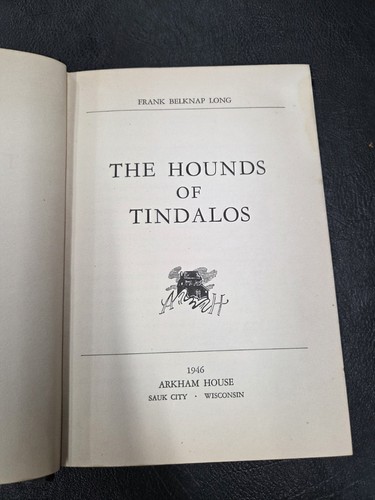 FRANK BELKNAP LONG
THE HOUNDS
OF
TINDALOS
1946
ARKHAM HOUSE
SAUK CITY · WISCONSIN